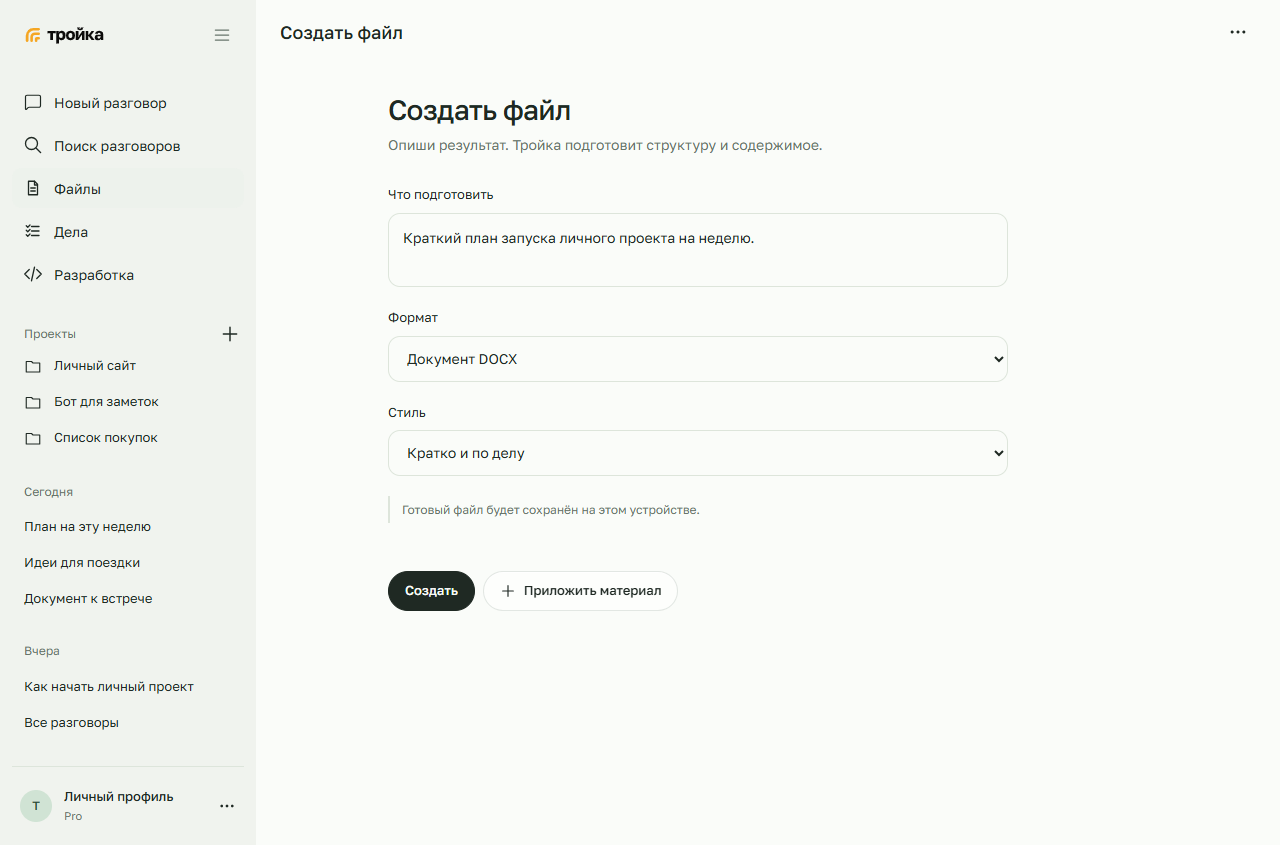 тройка
Новый разговор
Поиск разговоров
Файлы
Дела
Разработка
Проекты
Личный сайт
Бот для заметок
Список покупок
Сегодня
План на эту неделю
Идеи для поездки
Документ к встрече
Вчера
Как начать личный проект
Все разговоры
Т
Личный профиль
Pro
Создать файл
Создать файл
Опиши результат. Тройка подготовит структуру и содержимое.
Что подготовить
Краткий план запуска личного проекта на неделю.
Формат
Документ DOCX
Стиль
Кратко и по делу
Готовый файл будет сохранён на этом устройстве.
Создать
Приложить материал